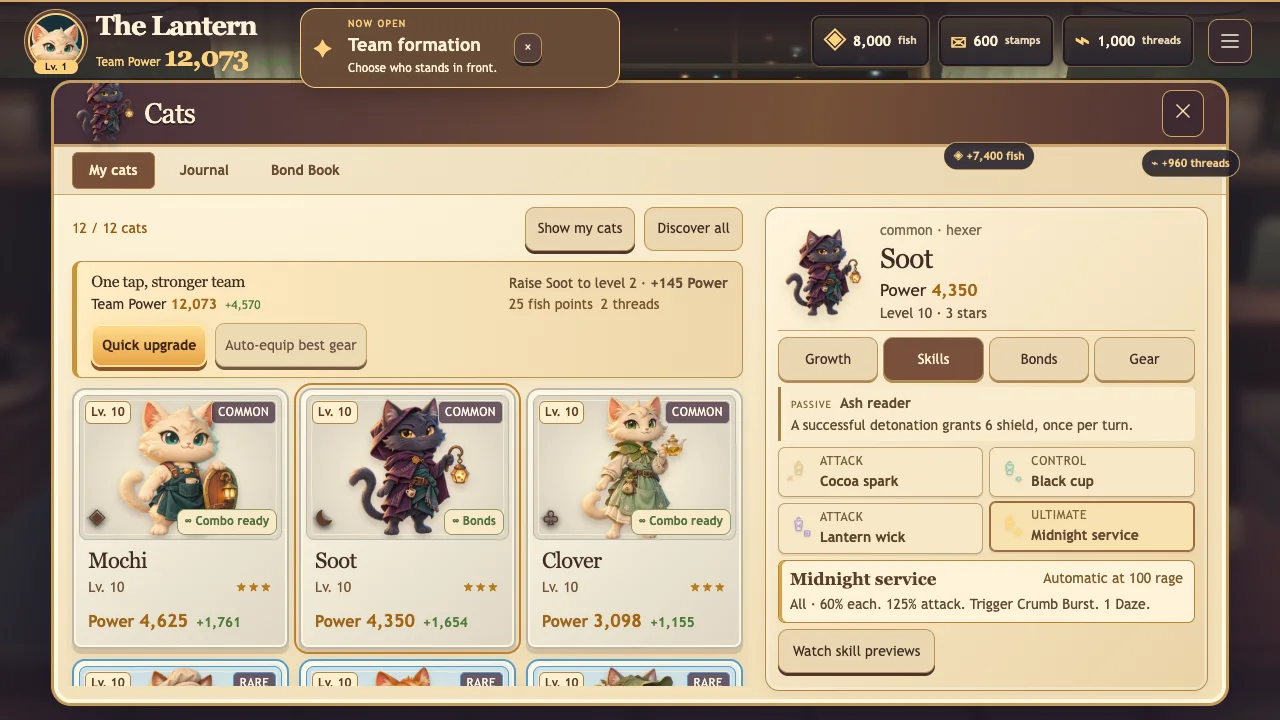 The Lantern
Team Power 12,073
Lv. 1
NOW OPEN
Team formation
Choose who stands in front.
×
8,000 fish
600 stamps
1,000 threads
Cats
My cats
Journal
Bond Book
+7,400 fish
+960 threads
12 / 12 cats
Show my cats
Discover all
One tap, stronger team
Team Power 12,073 +4,570
Raise Soot to level 2 · +145 Power
25 fish points 2 threads
Quick upgrade
Auto-equip best gear
Lv. 10
COMMON
∞ Combo ready
Mochi
Lv. 10
★★★
Power 4,625 +1,761
Lv. 10
COMMON
∞ Bonds
Soot
Lv. 10
★★★
Power 4,350 +1,654
Lv. 10
COMMON
∞ Combo ready
Clover
Lv. 10
★★★
Power 3,098 +1,155
Lv. 10
RARE
Lv. 10
RARE
Lv. 10
RARE
common · hexer
Soot
Power 4,350
Level 10 · 3 stars
Growth
Skills
Bonds
Gear
PASSIVE Ash reader
A successful detonation grants 6 shield, once per turn.
ATTACK
Cocoa spark
CONTROL
Black cup
ATTACK
Lantern wick
ULTIMATE
Midnight service
Midnight service
Automatic at 100 rage
All · 60% each. 125% attack. Trigger Crumb Burst. 1 Daze.
Watch skill previews